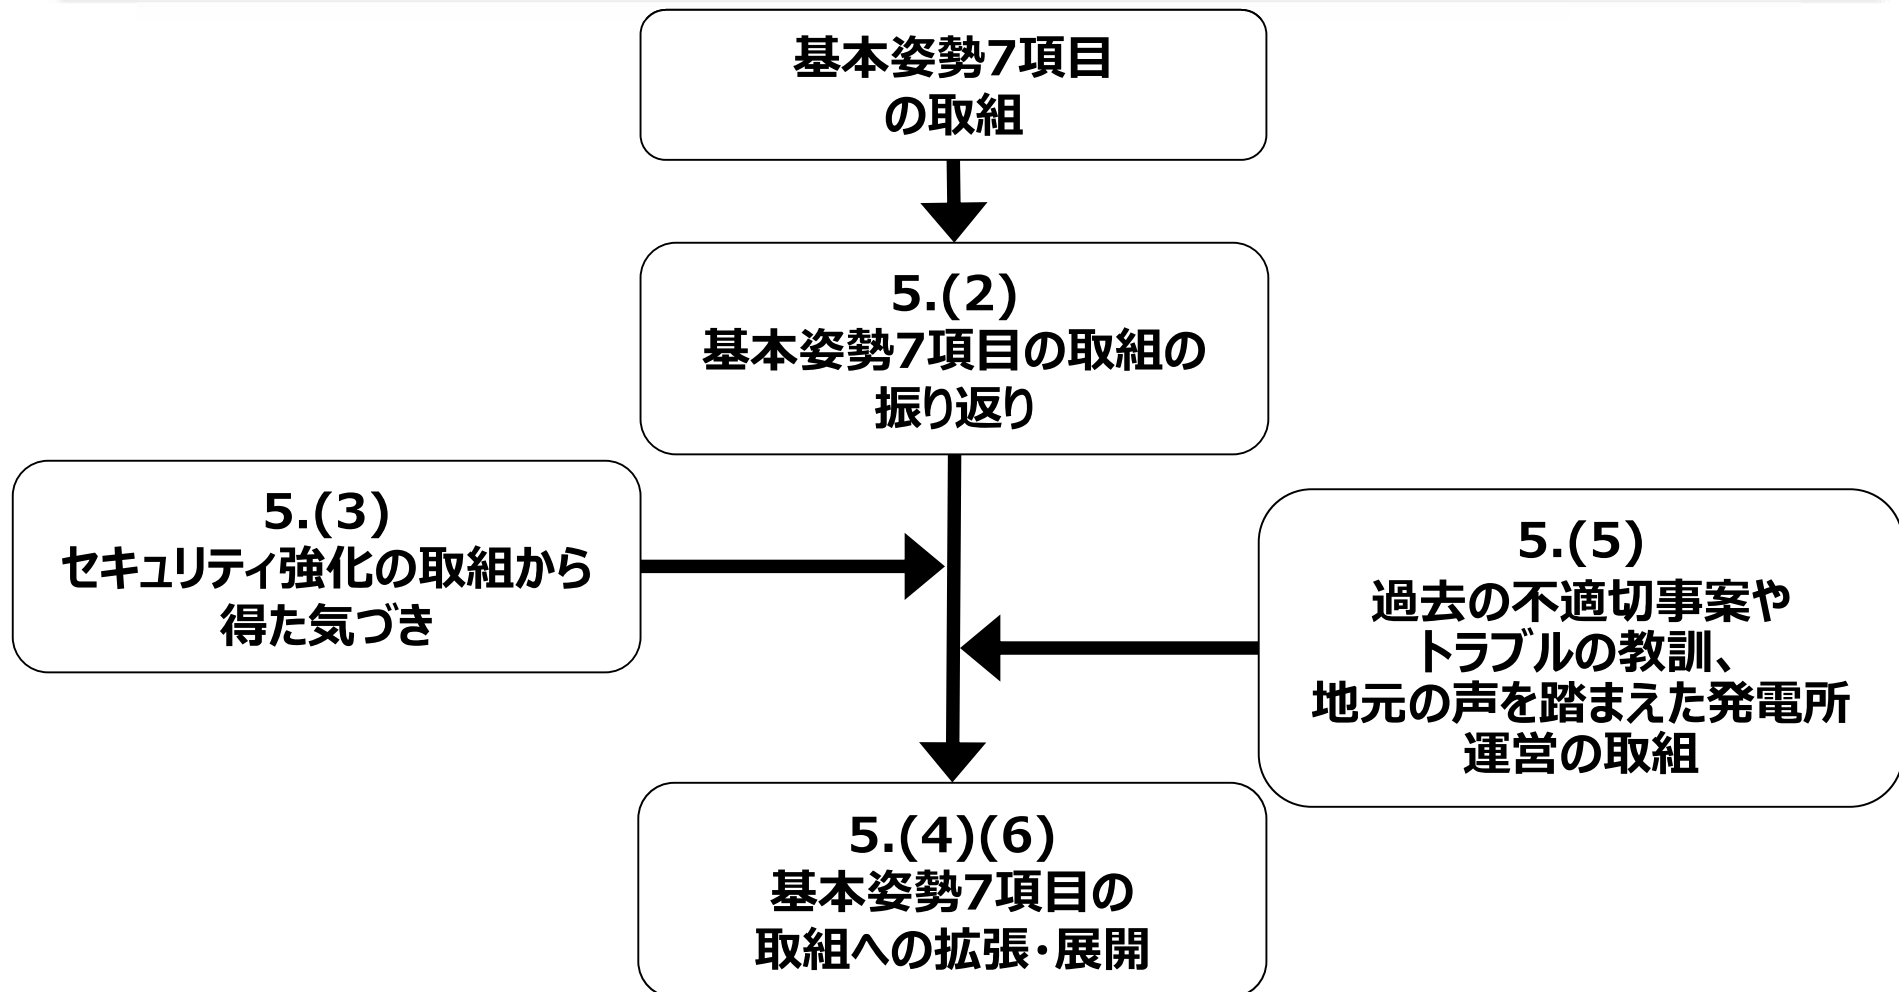 基本姿勢7項目
の取組
5.(2)
基本姿勢7項目の取組の
振り返り
5.(3)
セキュリティ強化の取組から
得た気づき
5.(5)
過去の不適切事案や
トラブルの教訓、
地元の声を踏まえた発電所
運営の取組
5.(4)(6)
基本姿勢7項目の
取組への拡張・展開